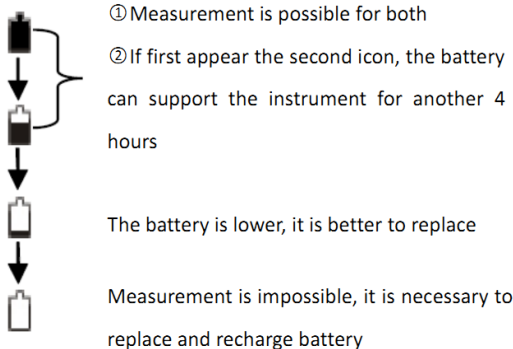 ①Measurement is possible for both
②If first appear the second icon, the battery
can support the instrument for another 4
hours
The battery is lower, it is better to replace
Measurement is impossible, it is necessary to
replace and recharge battery